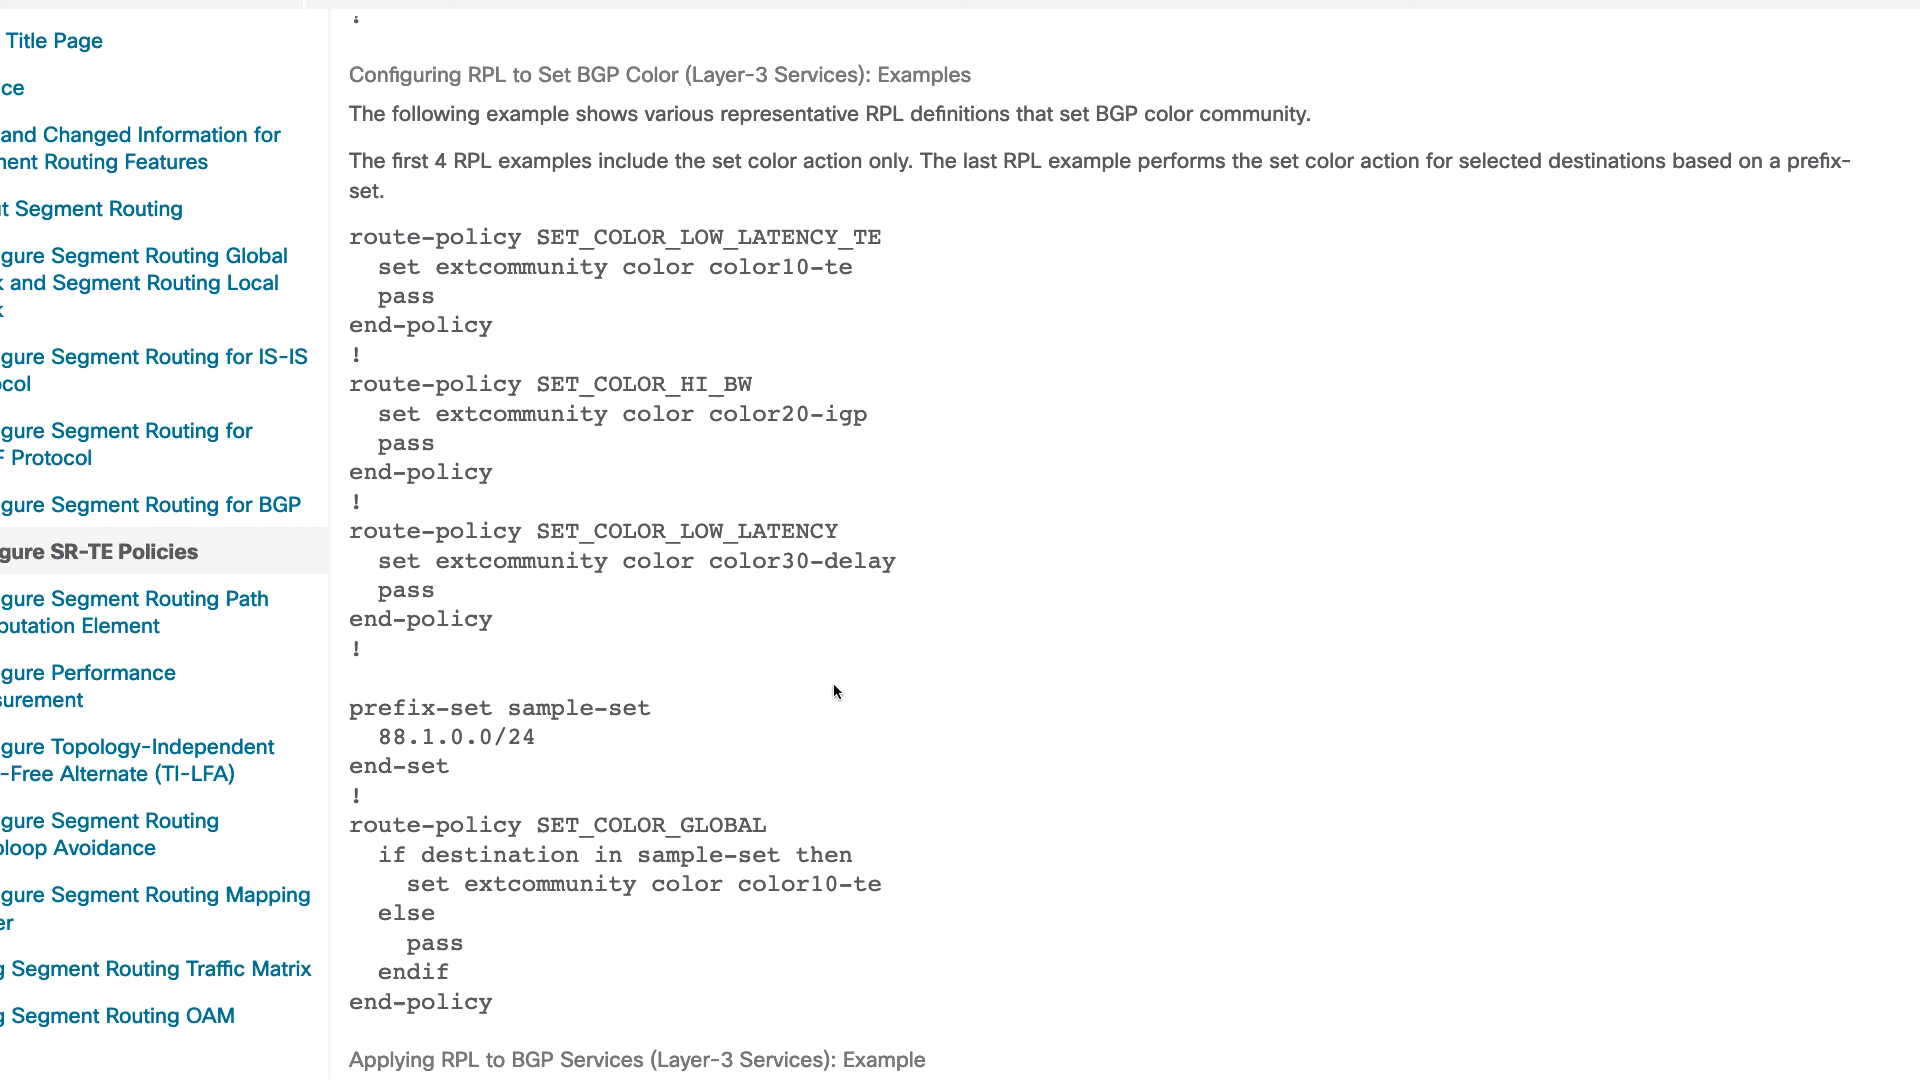 Title Page
ce
and Changed Information for
ment Routing Features
t Segment Routing
gure Segment Routing Global
k and Segment Routing Local
k
gure Segment Routing for IS-IS
ocol
gure Segment Routing for
F Protocol
gure Segment Routing for BGP
gure SR-TE Policies
gure Segment Routing Path
putation Element
gure Performance
surement
gure Topology-Independent
-Free Alternate (TI-LFA)
gure Segment Routing
oloop Avoidance
gure Segment Routing Mapping
er
g Segment Routing Traffic Matrix
g Segment Routing OAM
!
Configuring RPL to Set BGP Color (Layer-3 Services): Examples
The following example shows various representative RPL definitions that set BGP color community.
The first 4 RPL examples include the set color action only. The last RPL example performs the set color action for selected destinations based on a prefix-
set.
route-policy SET_COLOR_LOW_LATENCY_TE
  set extcommunity color color10-te
  pass
end-policy
!
route-policy SET_COLOR_HI_BW
  set extcommunity color color20-igp
  pass
end-policy
!
route-policy SET_COLOR_LOW_LATENCY
  set extcommunity color color30-delay
  pass
end-policy
!
prefix-set sample-set
  88.1.0.0/24
end-set
!
route-policy SET_COLOR_GLOBAL
  if destination in sample-set then
    set extcommunity color color10-te
  else
    pass
  endif
end-policy
Applying RPL to BGP Services (Layer-3 Services): Example